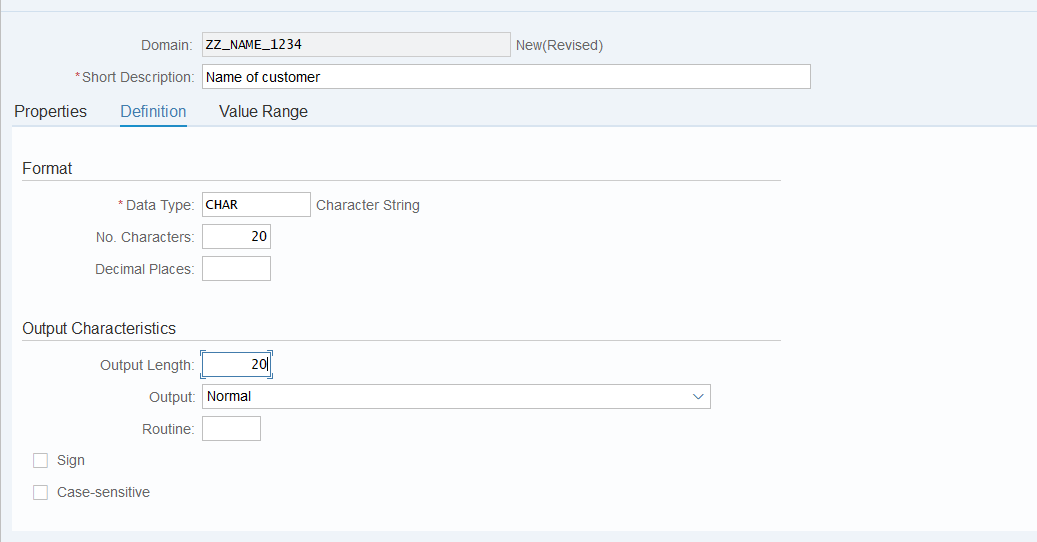 Domain: ZZ_NAME_1234 New(Revised)
*Short Description: Name of customer
Properties Definition Value Range
Format
* Data Type: CHAR Character String
No. Characters: 20
Decimal Places:
Output Characteristics
Output Length: 20
Output: Normal
Routine:
Sign
Case-sensitive